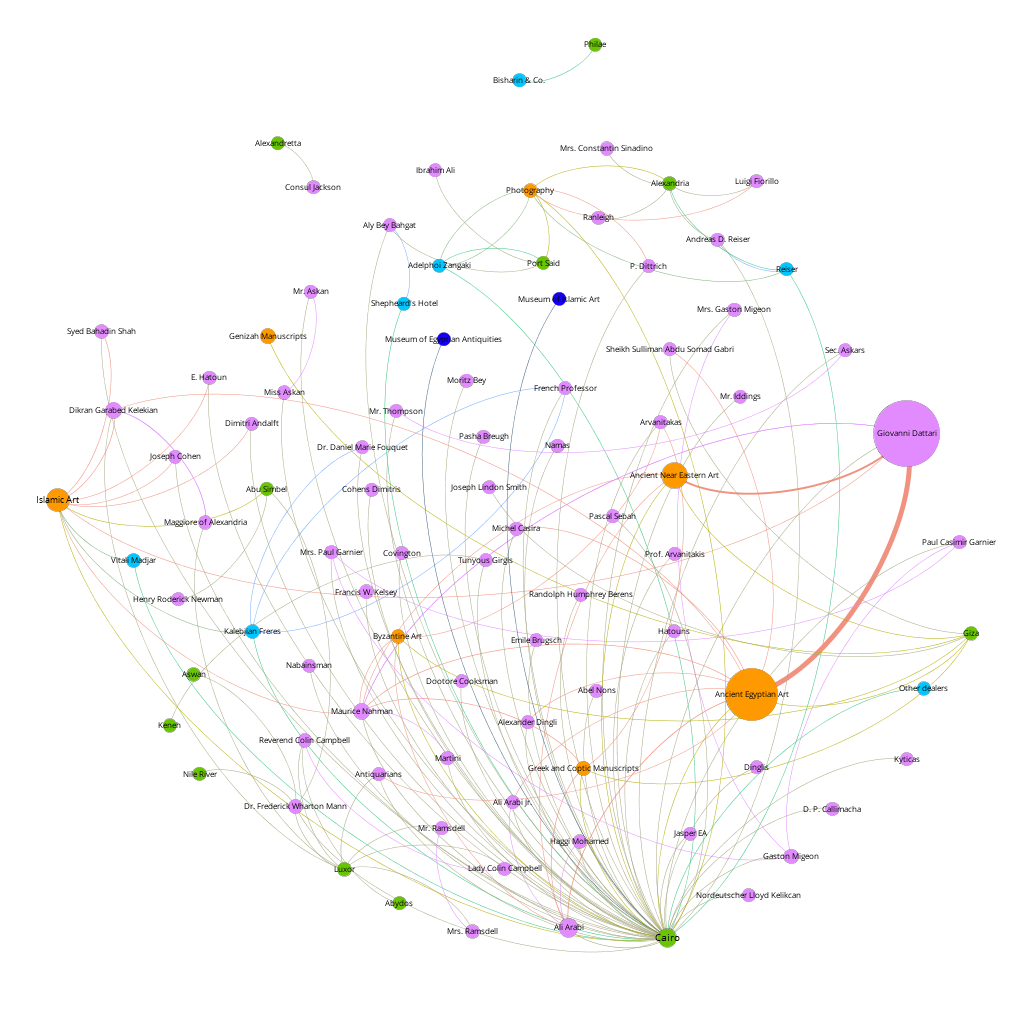 Philae
Bisharin & Co.
Alexandretta
Mrs. Constantin Sinadino
Ibrahim Ali
Alexandria
Luigi Fiorillo
Consul Jackson
Photography
Ranleigh
Aly Bey Bahgat
Andreas D. Reiser
Adelphoi Zangaki
Port Said
P. Dittrich
Reiser
Mr. Askan
Shepheard's Hotel
Museum of Islamic Art
Mrs. Gaston Migeon
Syed Bahadin Shah
Genizah Manuscripts
Museum of Egyptian Antiquities
Sheikh Sulliman Abdu Somad Gabri
Sec. Askars
E. Hatoun
Moritz Bey
French Professor
Miss Askan
Mr. Iddings
Dikran Garabed Kelekian
Mr. Thompson
Dimitri Andalft
Arvanitakas
Giovanni Dattari
Pasha Breugh
Namas
Dr. Daniel Marie Fouquet
Joseph Cohen
Ancient Near Eastern Art
Abu Simbel
Cohens Dimitris
Joseph Lindon Smith
Islamic Art
Maggiore of Alexandria
Pascal Sebah
Michel Casira
Paul Casimir Garnier
Mrs. Paul Garnier
Covington
Prof. Arvanitakis
Vitali Madjar
Tunyous Girgis
Henry Roderick Newman
Francis W. Kelsey
Randolph Humphrey Berens
Kalebjian Freres
Byzantine Art
Emile Brugsch
Hatouns
Giza
Nabainsman
Aswan
Dootore Cooksman
Abel Nons
Ancient Egyptian Art
Other dealers
Maurice Nahman
Keneh
Alexander Dingli
Reverend Colin Campbell
Martini
Kyticas
Nile River
Antiquarians
Greek and Coptic Manuscripts
Dinglis
Dr. Frederick Wharton Mann
Ali Arabi Jr.
D. P. Callimacha
Mr. Ramsdell
Haggi Mohamed
Jasper EA
Gaston Migeon
Luxor
Lady Colin Campbell
Nordeutscher Lloyd Kelikcan
Abydos
Mrs. Ramsdell
Ali Arabi
Cairo